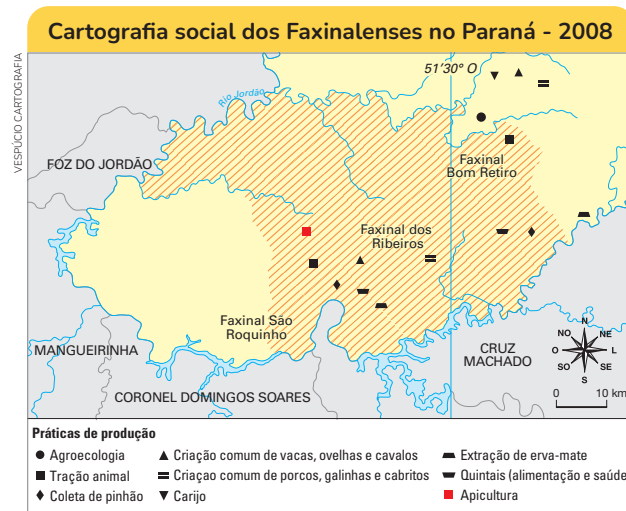 Cartografia social dos Faxinalenses no Paraná - 2008
VESPÚCIO CARTOGRAFIA
51'30° O
Rio Jordão
FOZ DO JORDÃO
Faxinal
Bom Retiro
Faxinal dos
Ribeiros
Faxinal São
Roquinho
MANGUEIRINHA
CRUZ
MACHADO
CORONEL DOMINGOS SOARES
N
NO
NE
O
L
SO
SE
S
0 10 km
Práticas de produção
Agroecologia
Criação comum de vacas, ovelhas e cavalos
Extração de erva-mate
Tração animal
Criaçao comum de porcos, galinhas e cabritos
Quintais (alimentação e saúde
Coleta de pinhão
Carijo
Apicultura